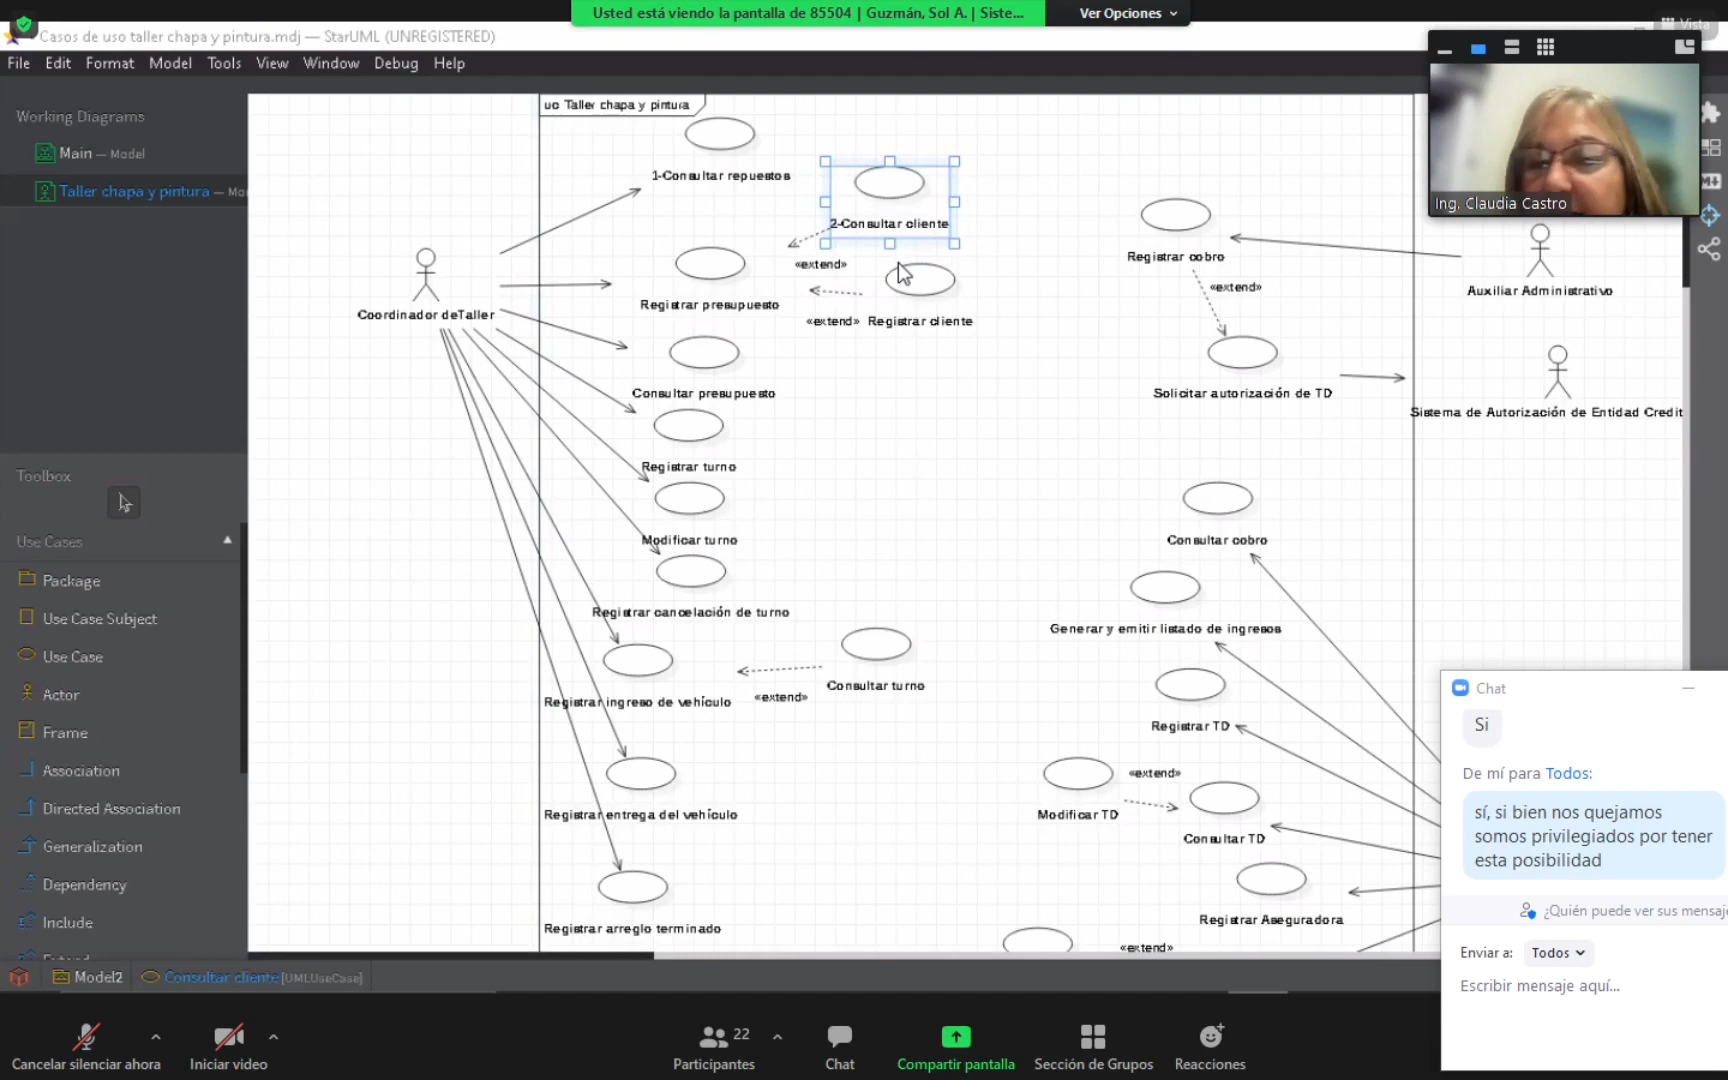 Usted está viendo la pantalla de 85504 | Guzmán, Sol A. | Siste...
Ver Opciones
Vista
Casos de uso taller chapa y pintura.mdj — StarUML (UNREGISTERED)
File Edit Format Model Tools View Window Debug Help
Working Diagrams
Main — Model
Taller chapa y pintura — Mo
Toolbox
Use Cases
Package
Use Case Subject
Use Case
Actor
Frame
Association
Directed Association
Generalization
Dependency
Include
Extend
uc Taller chapa y pintura
1-Consultar repuestos
2-Consultar cliente
«extend»
Coordinador deTaller
Registrar presupuesto
«extend»
Registrar cliente
Consultar presupuesto
Registrar turno
Modificar turno
Registrar cancelación de turno
Consultar turno
Registrar ingreso de vehículo
«extend»
Registrar entrega del vehículo
Registrar arreglo terminado
Registrar cobro
«extend»
Auxiliar Administrativo
Solicitar autorización de TD
Sistema de Autorización de Entidad Credit
Consultar cobro
Generar y emitir listado de ingresos
Registrar TD
«extend»
Modificar TD
Consultar TD
Registrar Aseguradora
«extend»
Ing. Claudia Castro
MI
Chat
Si
De mí para Todos:
sí, si bien nos quejamos
somos privilegiados por tener
esta posibilidad
¿Quién puede ver sus mensaje
Enviar a: Todos
Escribir mensaje aquí...
Model2
Consultar cliente [UMLUseCase]
Cancelar silenciar ahora
Iniciar video
22
Participantes
Chat
Compartir pantalla
Sección de Grupos
Reacciones